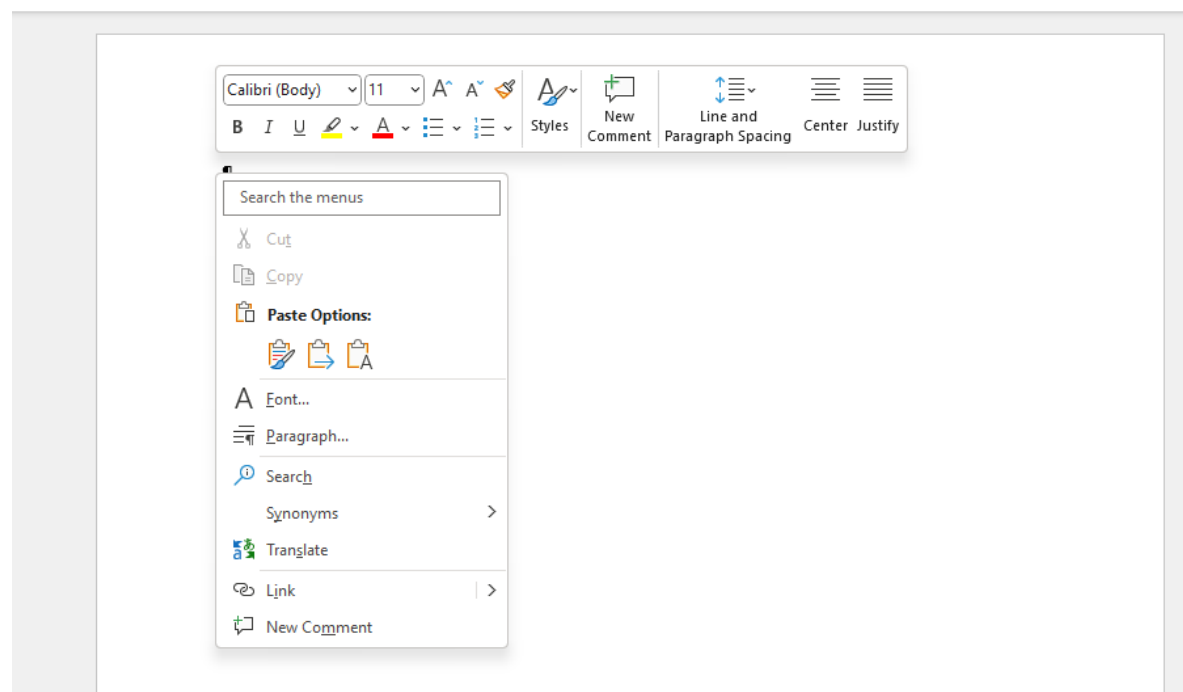 Calibri (Body) 11 A A
B I U A Styles New Comment Line and Paragraph Spacing Center Justify
¶
Search the menus
Cut
Copy
Paste Options:
Font...
Paragraph...
Search
Synonyms
Translate
Link
New Comment